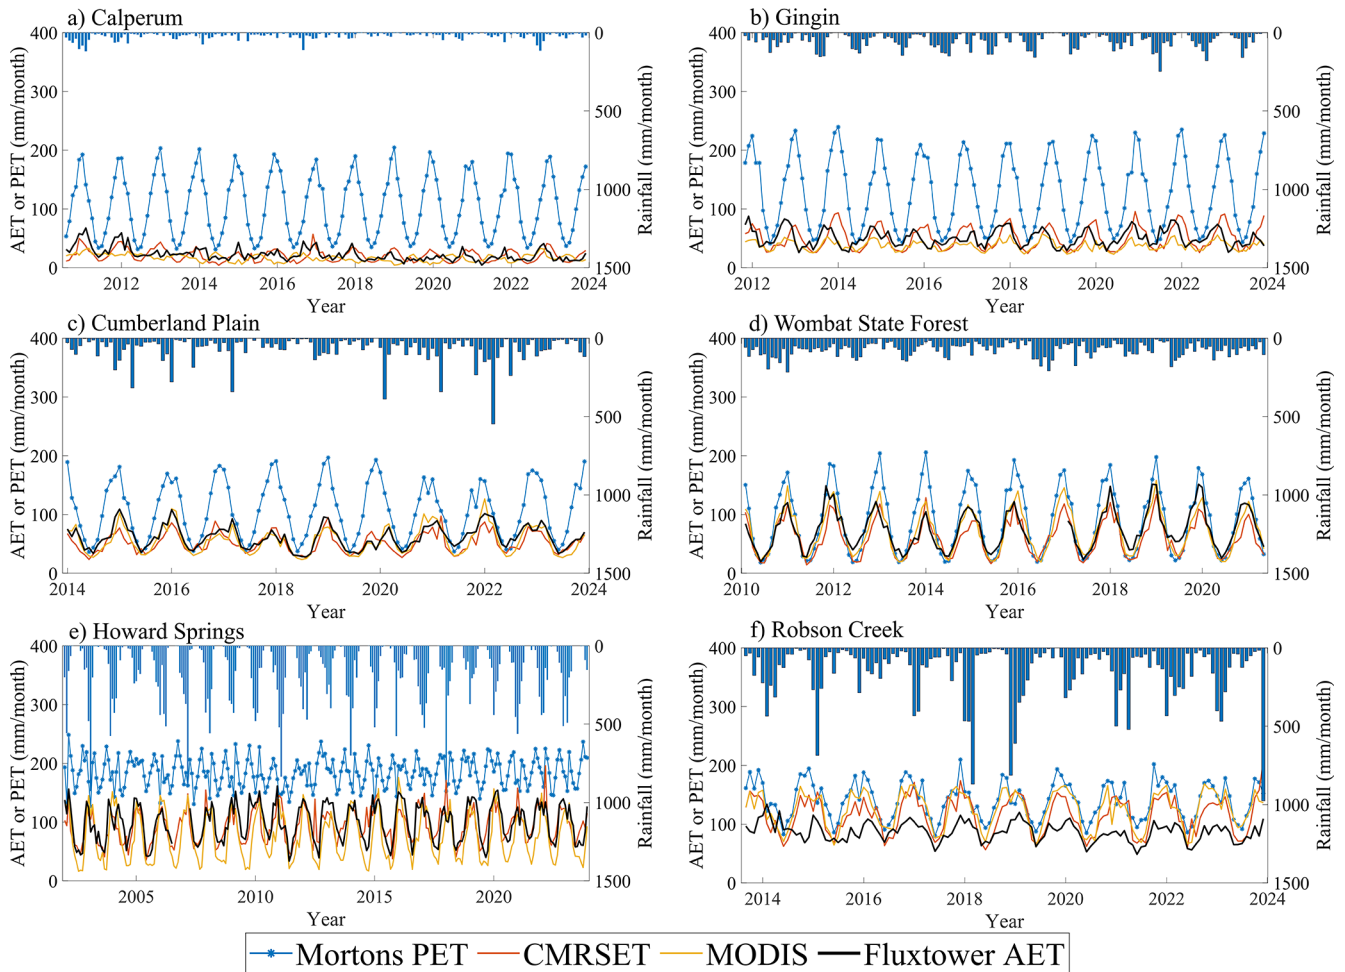 a) Calperum
400
300
200
100
0
AET or PET (mm/month)
0
500
1000
1500
Rainfall (mm/month)
2012 2014 2016 2018 2020 2022 2024
Year
b) Gingin
400
300
200
100
0
AET or PET (mm/month)
0
500
1000
1500
Rainfall (mm/month)
2012 2014 2016 2018 2020 2022 2024
Year
c) Cumberland Plain
400
300
200
100
0
AET or PET (mm/month)
0
500
1000
1500
Rainfall (mm/month)
2014 2016 2018 2020 2022 2024
Year
d) Wombat State Forest
400
300
200
100
0
AET or PET (mm/month)
0
500
1000
1500
Rainfall (mm/month)
2010 2012 2014 2016 2018 2020
Year
e) Howard Springs
400
300
200
100
0
AET or PET (mm/month)
0
500
1000
1500
Rainfall (mm/month)
2005 2010 2015 2020
Year
f) Robson Creek
400
300
200
100
0
AET or PET (mm/month)
0
500
1000
1500
Rainfall (mm/month)
2014 2016 2018 2020 2022 2024
Year
Mortons PET CMRSET MODIS Fluxtower AET